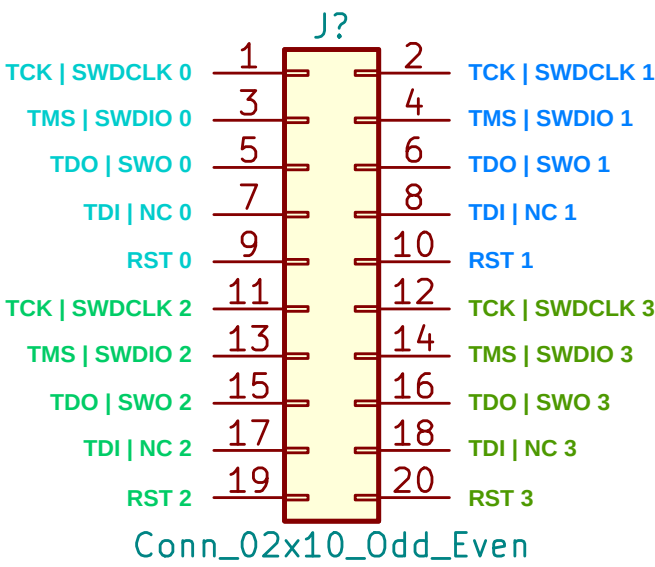 J?
TCK | SWDCLK 0 1 2 TCK | SWDCLK 1
TMS | SWDIO 0 3 4 TMS | SWDIO 1
TDO | SWO 0 5 6 TDO | SWO 1
TDI | NC 0 7 8 TDI | NC 1
RST 0 9 10 RST 1
TCK | SWDCLK 2 11 12 TCK | SWDCLK 3
TMS | SWDIO 2 13 14 TMS | SWDIO 3
TDO | SWO 2 15 16 TDO | SWO 3
TDI | NC 2 17 18 TDI | NC 3
RST 2 19 20 RST 3
Conn_02x10_Odd_Even